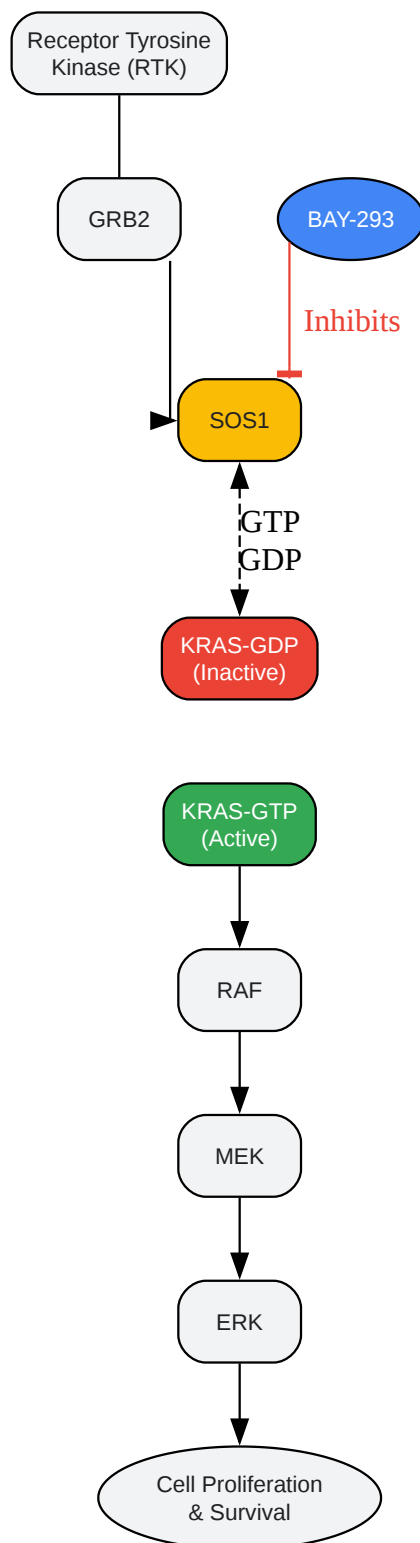 Receptor Tyrosine
Kinase (RTK)
GRB2
BAY-293
Inhibits
SOS1
GTP
GDP
KRAS-GDP
(Inactive)
KRAS-GTP
(Active)
RAF
MEK
ERK
Cell Proliferation
& Survival